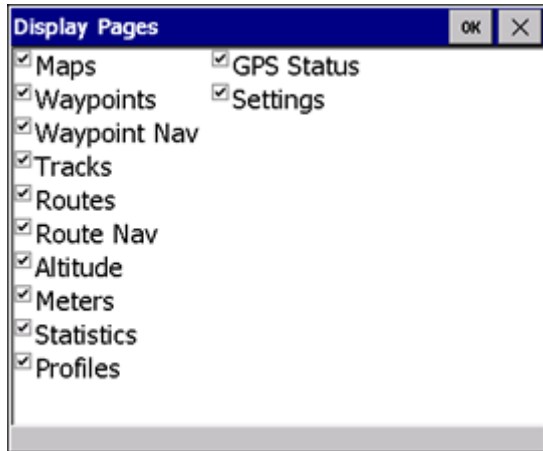 Display Pages OK
Maps GPS Status
Waypoints Settings
Waypoint Nav
Tracks
Routes
Route Nav
Altitude
Meters
Statistics
Profiles